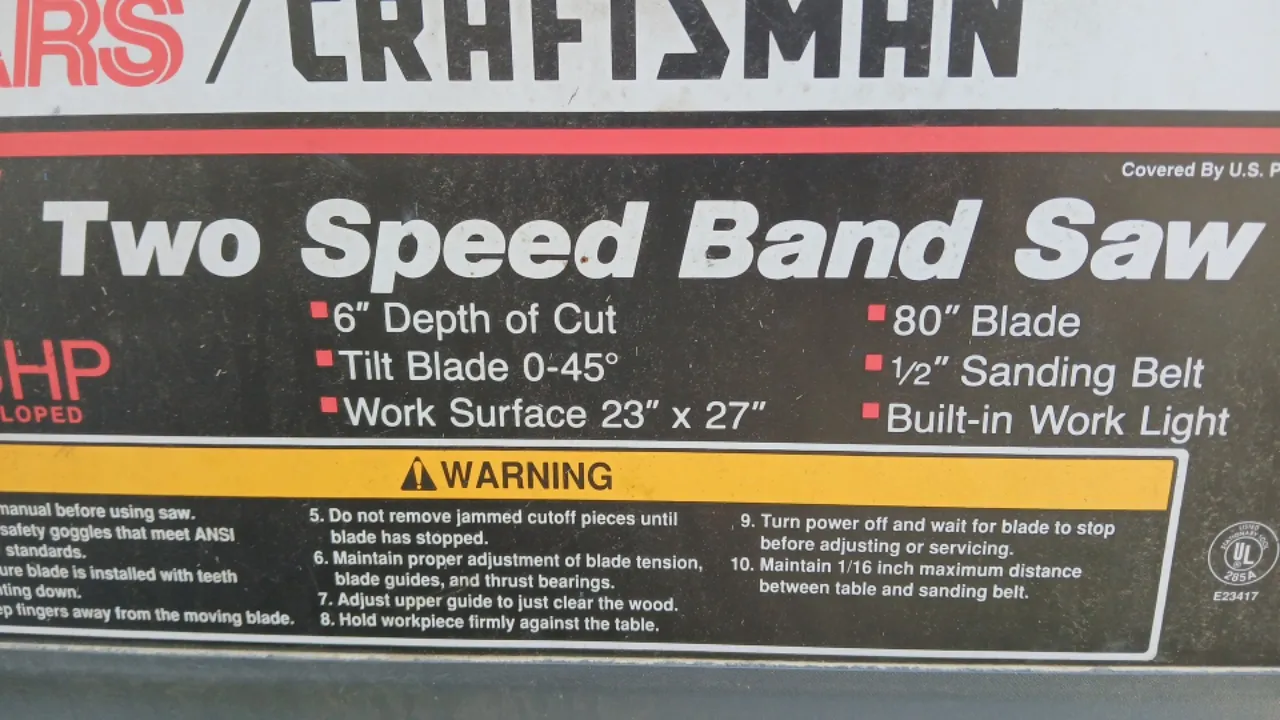 / CRAFTSMAN
Covered By U.S.
Two Speed Band Saw
6" Depth of Cut
Tilt Blade 0-45°
Work Surface 23" x 27"
80" Blade
1/2" Sanding Belt
Built-in Work Light
HP
LOPED
⚠WARNING
manual before using saw.
safety goggles that meet ANSI
standards.
blade is installed with teeth
down.
fingers away from the moving blade.
5. Do not remove jammed cutoff pieces until
blade has stopped.
6. Maintain proper adjustment of blade tension,
blade guides, and thrust bearings.
7. Adjust upper guide to just clear the wood.
8. Hold workpiece firmly against the table.
9. Turn power off and wait for blade to stop
before adjusting or servicing.
10. Maintain 1/16 inch maximum distance
between table and sanding belt.
LISTED
UL
285A
E23417